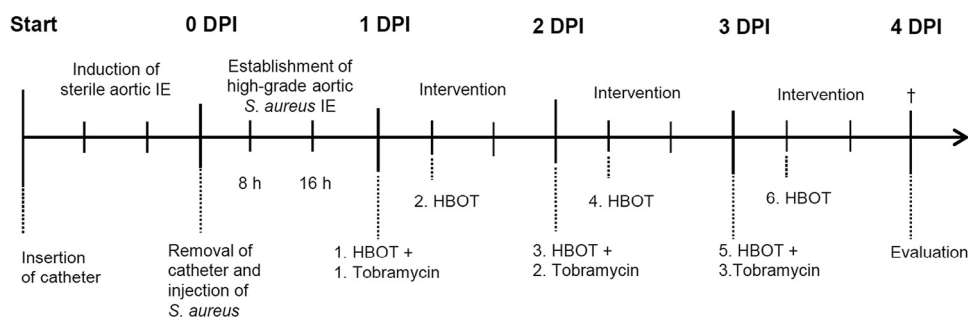 Start
0 DPI
1 DPI
2 DPI
3 DPI
4 DPI
Induction of
sterile aortic IE
Establishment of
high-grade aortic
S. aureus IE
Intervention
Intervention
Intervention
†
8 h
16 h
2. HBOT
4. HBOT
6. HBOT
Insertion
of catheter
Removal of
catheter and
injection of
S. aureus
1. HBOT +
1. Tobramycin
3. HBOT +
2. Tobramycin
5. HBOT +
3.Tobramycin
Evaluation